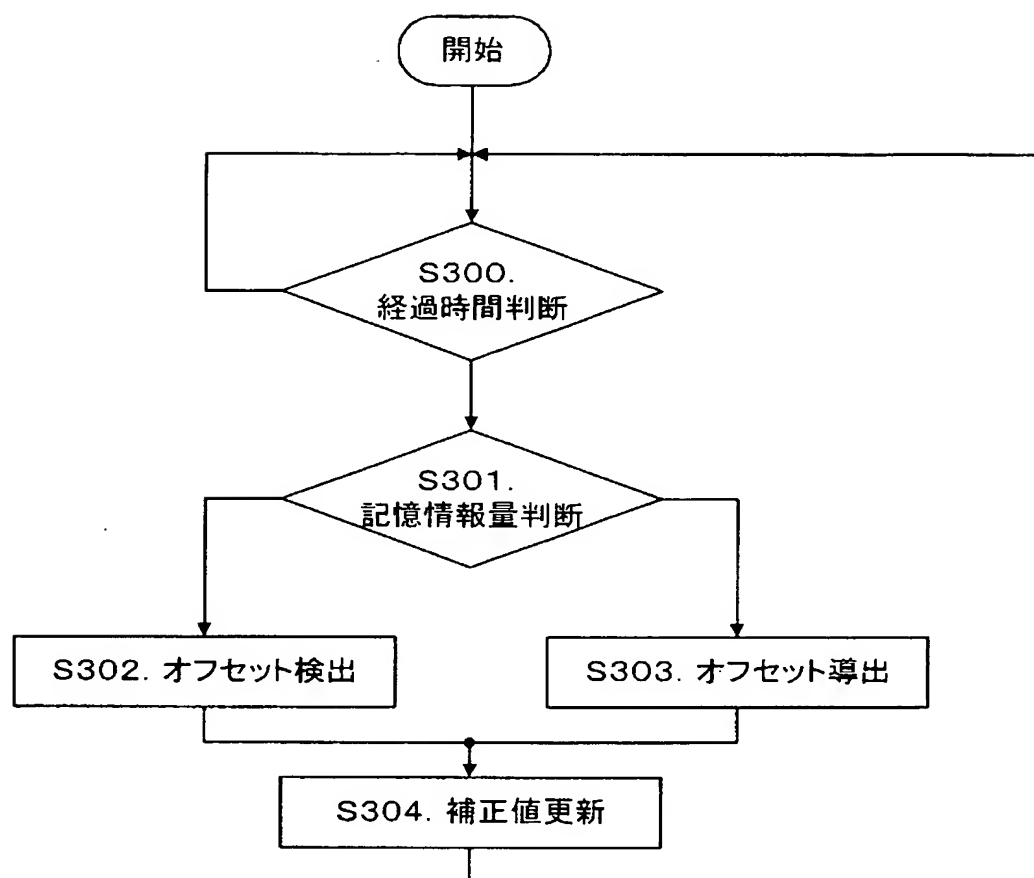 開始
S300.
経過時間判断
S301.
記憶情報量判断
S302. オフセット検出
S303. オフセット導出
S304. 補正値更新